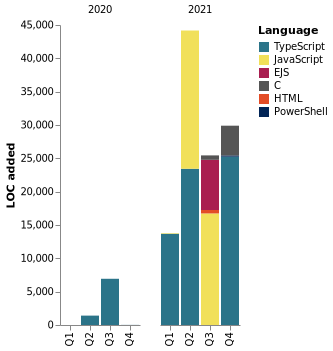 2020
2021
LOC added
45,000
40,000
35,000
30,000
25,000
20,000
15,000
10,000
5,000
0
Q1
Q2
Q3
Q4
Q1
Q2
Q3
Q4
Language
TypeScript
JavaScript
EJS
C
HTML
PowerShell